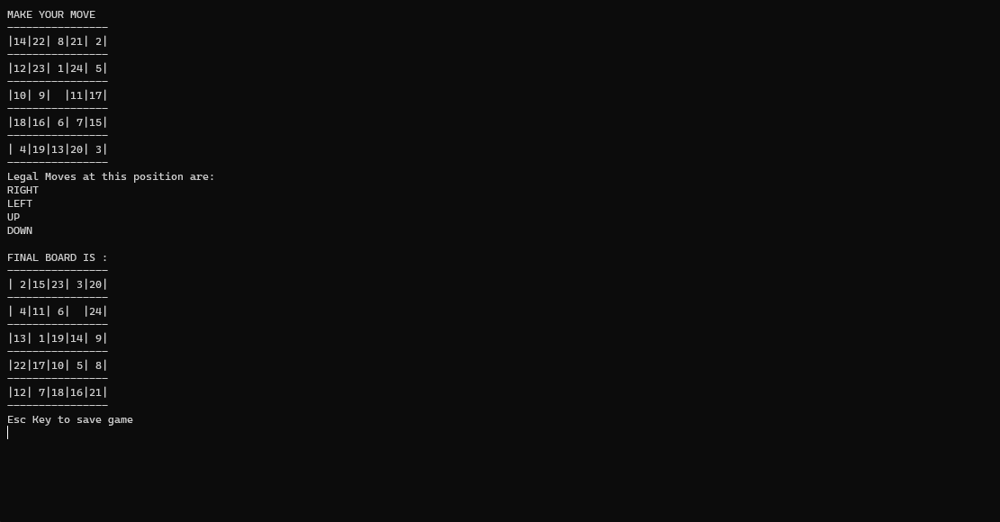 MAKE YOUR MOVE
————————————————
|14|22| 8|21| 2|
————————————————
|12|23| 1|24| 5|
————————————————
|10| 9|  |11|17|
————————————————
|18|16| 6| 7|15|
————————————————
| 4|19|13|20| 3|
————————————————
Legal Moves at this position are:
RIGHT
LEFT
UP
DOWN

FINAL BOARD IS :
————————————————
| 2|15|23| 3|20|
————————————————
| 4|11| 6|  |24|
————————————————
|13| 1|19|14| 9|
————————————————
|22|17|10| 5| 8|
————————————————
|12| 7|18|16|21|
————————————————
Esc Key to save game